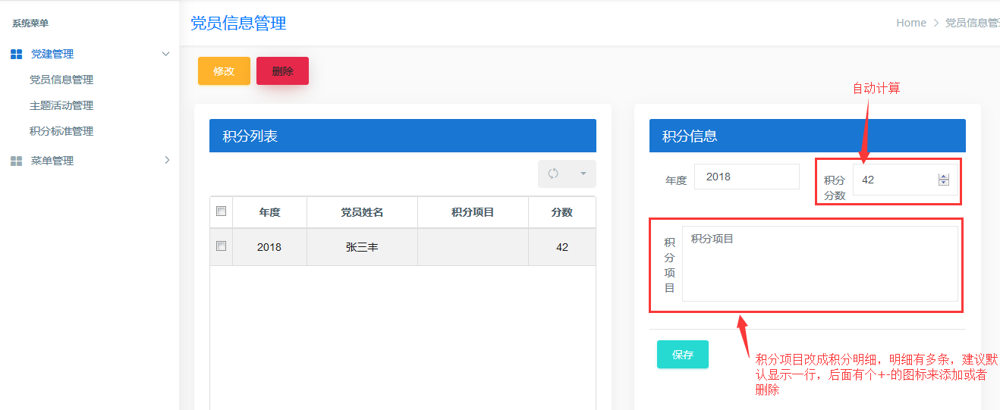 系统菜单
党建管理
党员信息管理
主题活动管理
积分标准管理
菜单管理
党员信息管理
Home > 党员信息管理
修改
删除
积分列表
年度
党员姓名
积分项目
分数
2018
张三丰
42
自动计算
积分信息
年度
2018
积分
分数
42
积
分
项
目
积分项目
保存
积分项目改成积分明细，明细有多条，建议默
认显示一行，后面有个+-的图标来添加或者
删除